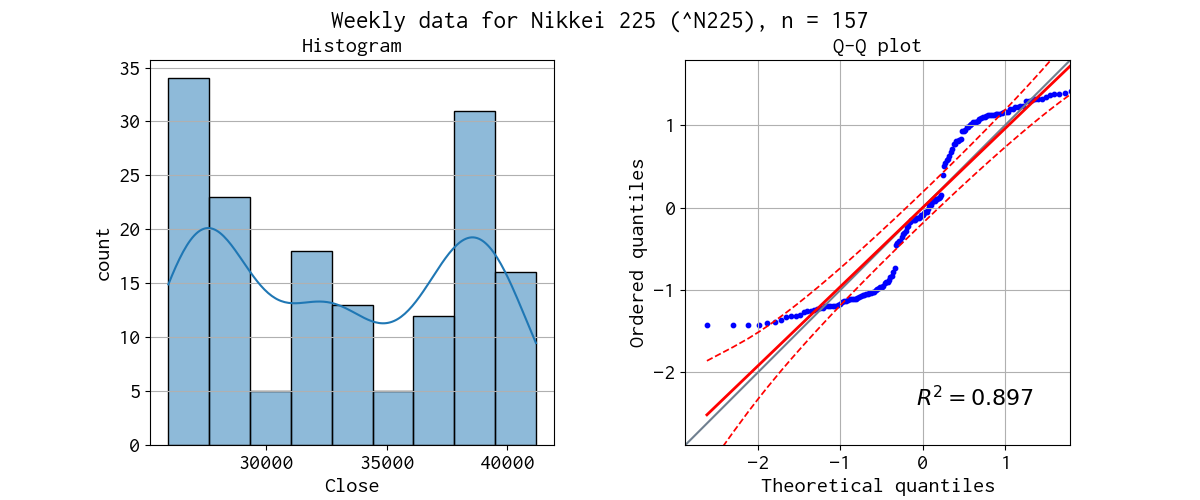 Weekly data for Nikkei 225 (^N225), n = 157
Histogram
35
30
25
20
15
10
5
0
count
30000 35000 40000
Close
Q-Q plot
1
0
−1
−2
Ordered quantiles
R² = 0.897
−2 −1 0 1
Theoretical quantiles